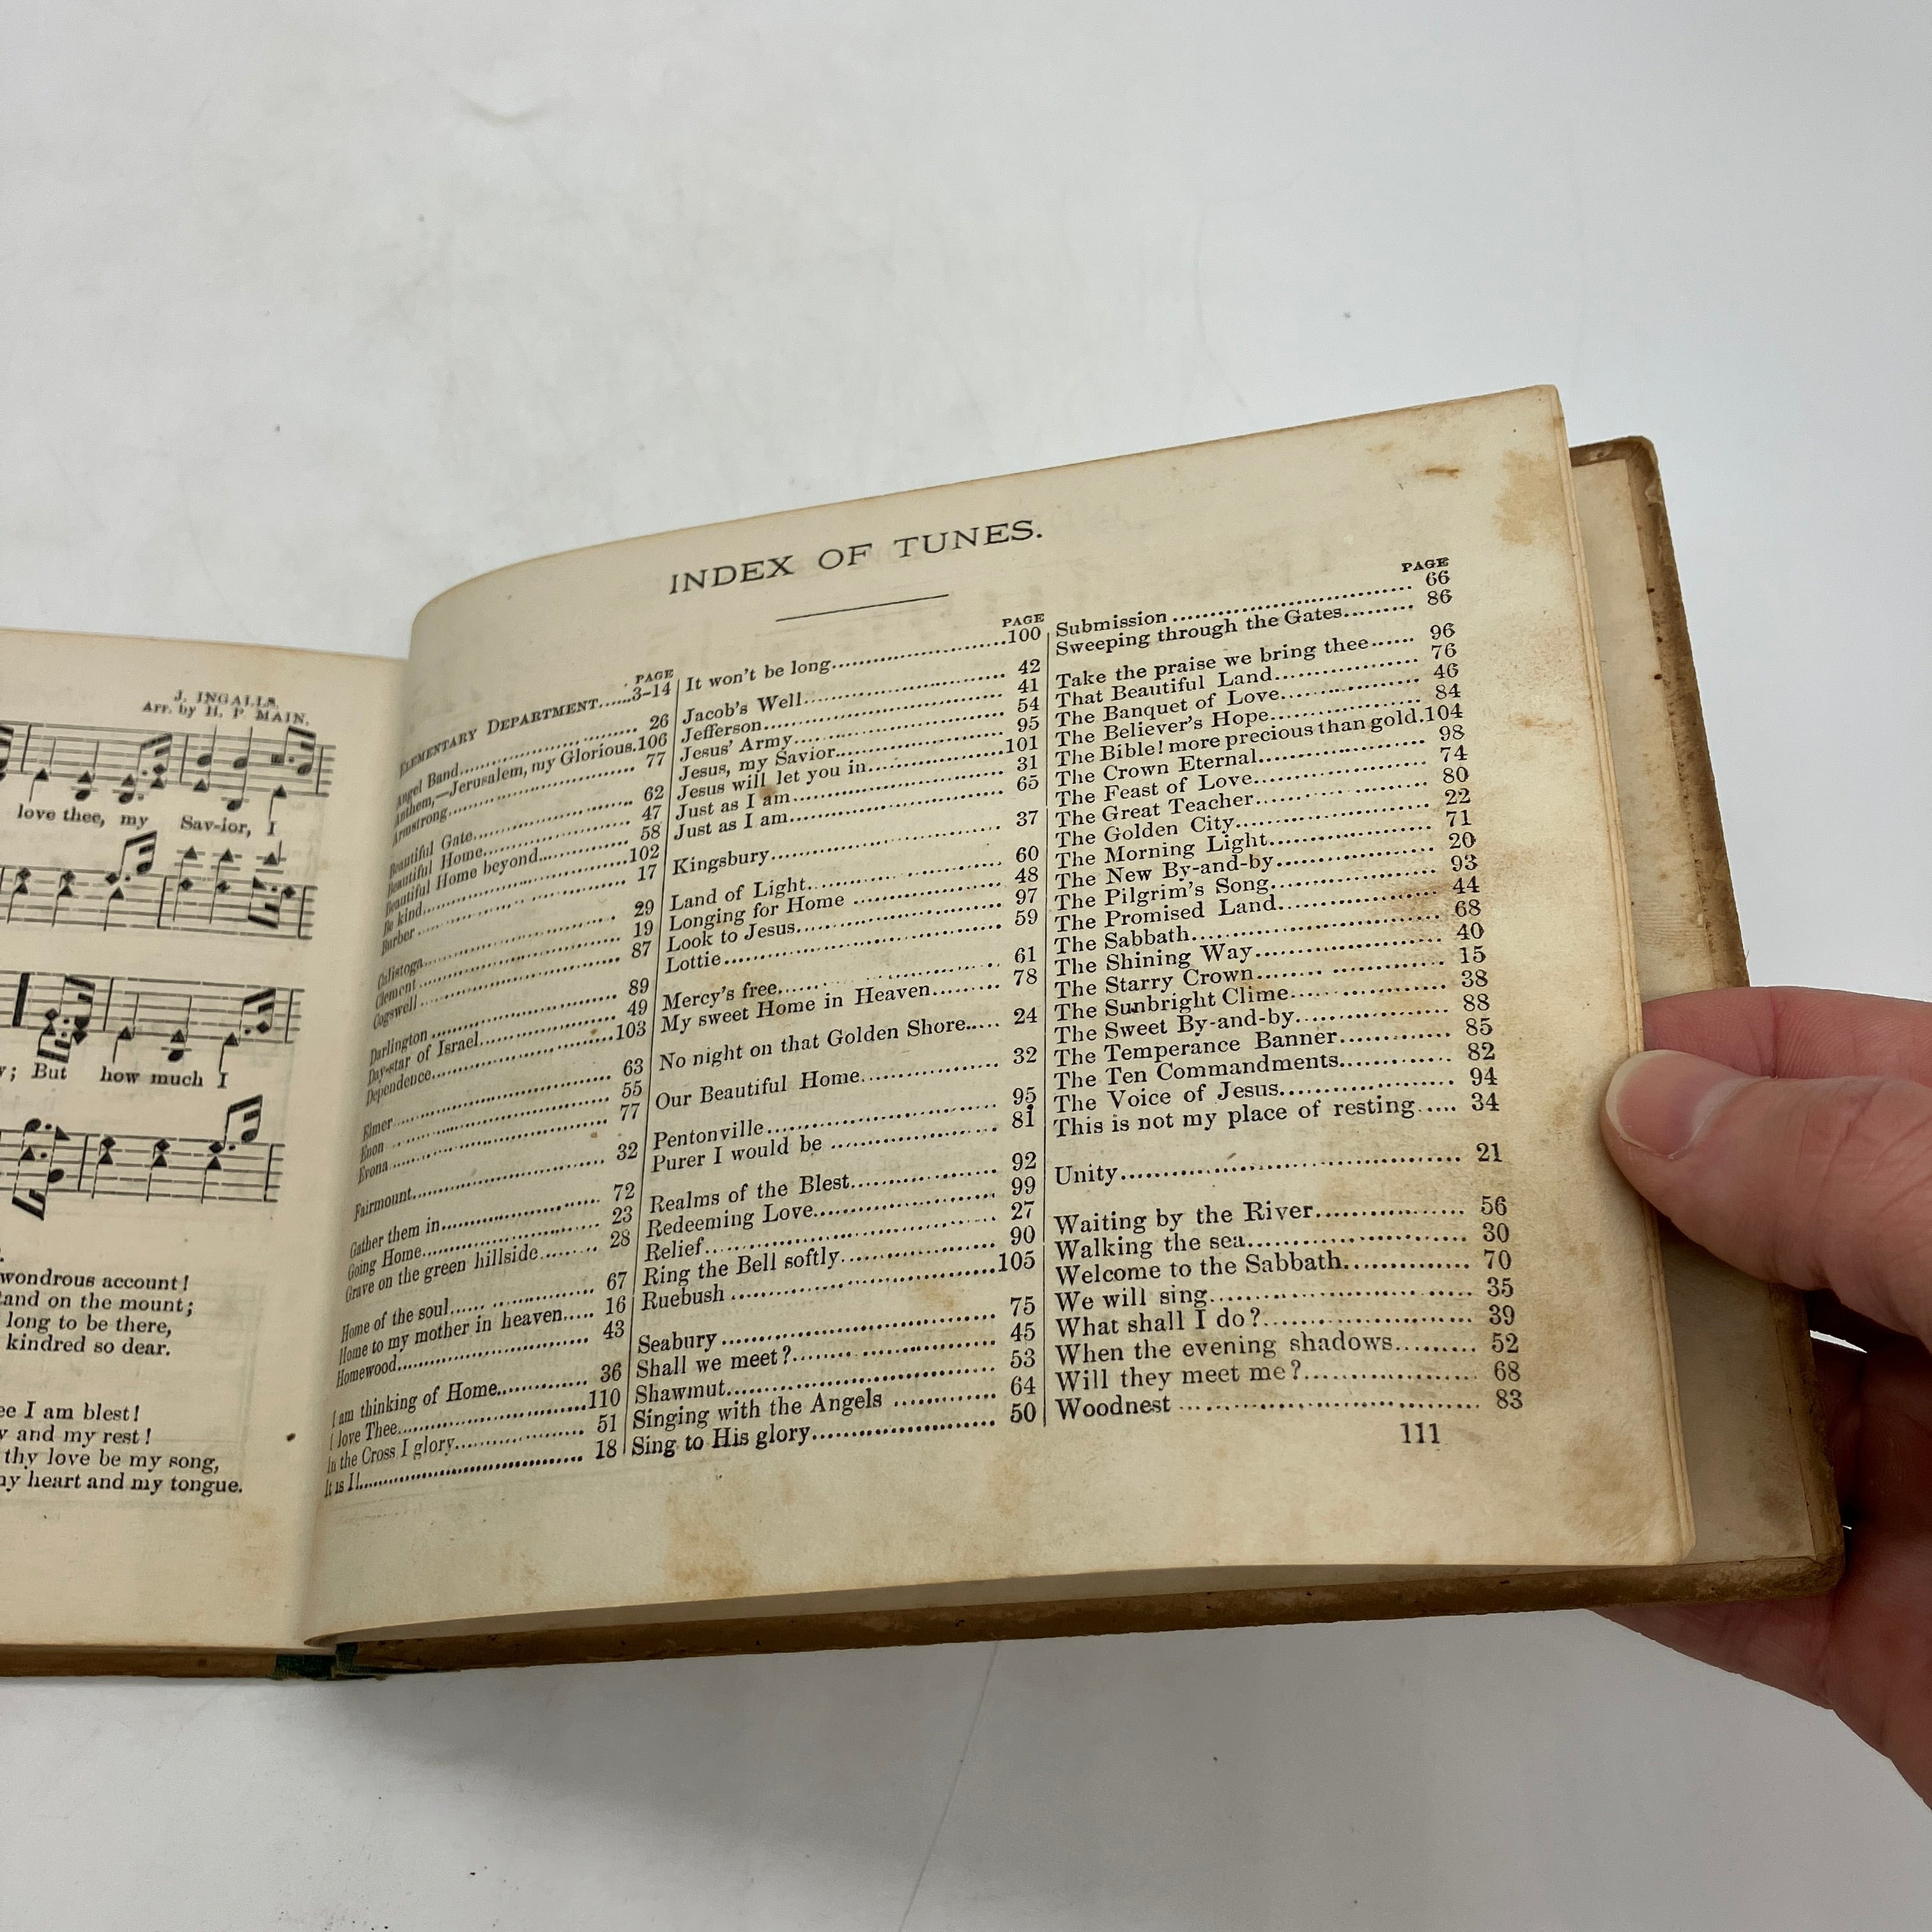 J. INGALLS.
Arr. by H. P. MAIN.
love thee, my Sav-ior, I
; But how much I
wondrous account!
and on the mount;
long to be there,
kindred so dear.
ee I am blest!
y and my rest!
thy love be my song,
my heart and my tongue.
INDEX OF TUNES.
PAGE
ELEMENTARY DEPARTMENT......3-14
Angel Band.................... 26
Anthem,—Jerusalem, my Glorious.106
Armstrong.................... 77
Beautiful Gate.................... 62
Beautiful Home.................... 47
Beautiful Home beyond.................... 58
Be kind....................102
Barber.................... 17
Calistoga.................... 29
Clement.................... 19
Cogswell.................... 87
Darlington.................... 89
Day-star of Israel.................... 49
Dependence....................103
Elmer.................... 63
Enon.................... 55
Evona.................... 77
Fairmount.................... 32
Gather them in.................... 72
Going Home.................... 23
Grave on the green hillside......... 28
Home of the soul.................... 67
Home to my mother in heaven..... 16
Homewood.................... 43
I am thinking of Home............... 36
I love Thee....................110
In the Cross I glory.................... 51
It is I!.................... 18
PAGE
It won't be long....................100
Jacob's Well.................... 42
Jefferson.................... 41
Jesus' Army.................... 54
Jesus, my Savior.................... 95
Jesus will let you in....................101
Just as I am.................... 31
Just as I am.................... 65
Kingsbury.................... 37
Land of Light.................... 60
Longing for Home.................... 48
Look to Jesus.................... 97
Lottie.................... 59
Mercy's free.................... 61
My sweet Home in Heaven......... 78
No night on that Golden Shore..... 24
Our Beautiful Home............... 32
Pentonville.................... 95
Purer I would be.................... 81
Realms of the Blest.................... 92
Redeeming Love.................... 99
Relief.................... 27
Ring the Bell softly.................... 90
Ruebush....................105
Seabury.................... 75
Shall we meet?.................... 45
Shawmut.................... 53
Singing with the Angels ........... 64
Sing to His glory.................... 50
PAGE
Submission .................... 66
Sweeping through the Gates......... 86
Take the praise we bring thee...... 96
That Beautiful Land.................... 76
The Banquet of Love.................... 46
The Believer's Hope.................... 84
The Bible! more precious than gold.104
The Crown Eternal.................... 98
The Feast of Love.................... 74
The Great Teacher.................... 80
The Golden City.................... 22
The Morning Light.................... 71
The New By-and-by.................... 20
The Pilgrim's Song.................... 93
The Promised Land.................... 44
The Sabbath.................... 68
The Shining Way.................... 40
The Starry Crown.................... 15
The Sunbright Clime.................... 38
The Sweet By-and-by.................... 88
The Temperance Banner............ 85
The Ten Commandments............ 82
The Voice of Jesus.................... 94
This is not my place of resting..... 34
Unity.................... 21
Waiting by the River.................... 56
Walking the sea.................... 30
Welcome to the Sabbath............... 70
We will sing.................... 35
What shall I do?.................... 39
When the evening shadows......... 52
Will they meet me?.................... 68
Woodnest .................... 83
111